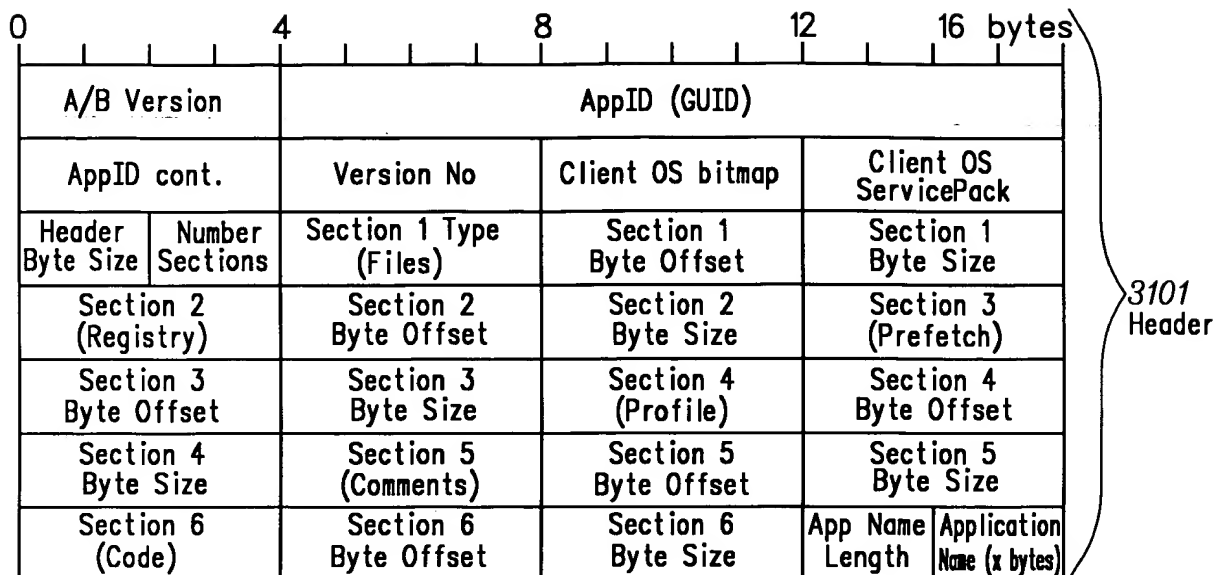 0 4 8 12 16 bytes
A/B Version AppID (GUID)
AppID cont. Version No Client OS bitmap Client OS
ServicePack
Header
Byte Size
Number
Sections
Section 1 Type
(Files)
Section 1
Byte Offset
Section 1
Byte Size
Section 2
(Registry)
Section 2
Byte Offset
Section 2
Byte Size
Section 3
(Prefetch)
Section 3
Byte Offset
Section 3
Byte Size
Section 4
(Profile)
Section 4
Byte Offset
Section 4
Byte Size
Section 5
(Comments)
Section 5
Byte Offset
Section 5
Byte Size
Section 6
(Code)
Section 6
Byte Offset
Section 6
Byte Size
App Name
Length
Application
Name (x bytes)
3101
Header